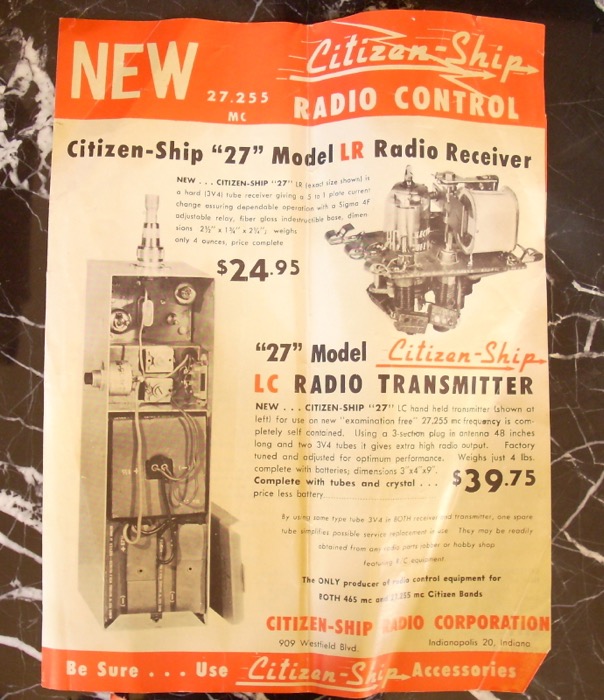 NEW
27.255
MC
Citizen-Ship
RADIO CONTROL
Citizen-Ship "27" Model LR Radio Receiver
NEW . . . CITIZEN-SHIP "27" LR (exact size shown) is
a hard (3V4) tube receiver giving a 5 to 1 plate current
change assuring dependable operation with a Sigma 4F
adjustable relay, fiber glass indestructible base, dimen
sions 2½" x 1¾" x 2¼"; weighs
only 4 ounces, price complete
$24.95
"27" Model Citizen-Ship
LC RADIO TRANSMITTER
NEW . . . CITIZEN-SHIP "27" LC hand held transmitter (shown at
left) for use on new "examination free" 27.255 mc frequency is com-
pletely self contained. Using a 3-section plug in antenna 48 inches
long and two 3V4 tubes it gives extra high radio output. Factory
tuned and adjusted for optimum performance. Weighs just 4 lbs.
complete with batteries; dimensions 3"x4"x9".
Complete with tubes and crystal . . . $39.75
price less battery
By using same type tube 3V4 in BOTH receiver and transmitter, one spare
tube simplifies possible service replacement in use. They may be readily
obtained from any radio parts jobber or hobby shop
featuring R/C equipment.
The ONLY producer of radio control equipment for
BOTH 465 mc and 27.255 mc Citizen Bands
CITIZEN-SHIP RADIO CORPORATION
909 Westfield Blvd. Indianapolis 20, Indiana
Be Sure . . . Use Citizen-Ship Accessories